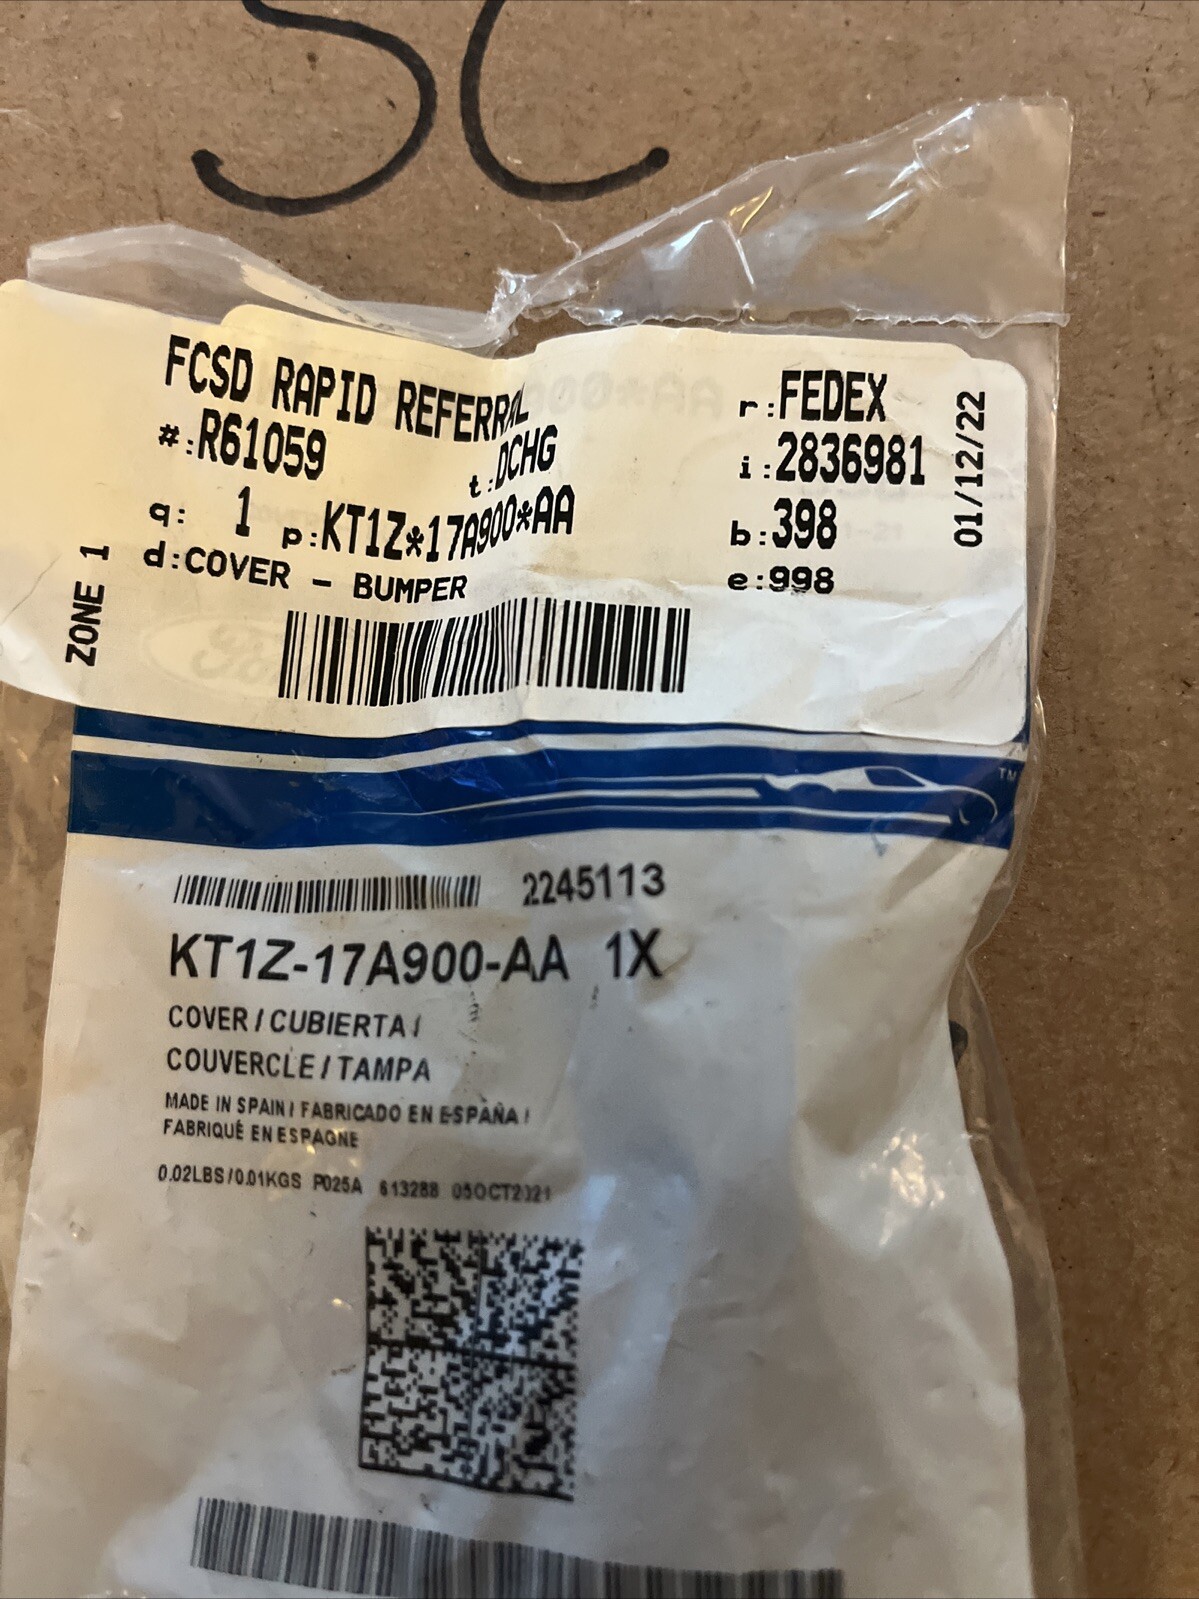 SC
FCSD RAPID REFERRAL
#:R61059
t:DCHG
q: 1 p:KT1Z*17A900*AA
d:COVER - BUMPER
ZONE 1
r:FEDEX
i:2836981
b:398
e:998
01/12/22
Ford
TM
2245113
KT1Z-17A900-AA 1X
COVER / CUBIERTA /
COUVERCLE / TAMPA
MADE IN SPAIN / FABRICADO EN ESPAÑA /
FABRIQUÉ EN ESPAGNE
0.02LBS/0.01KGS P025A 613288 05OCT2021